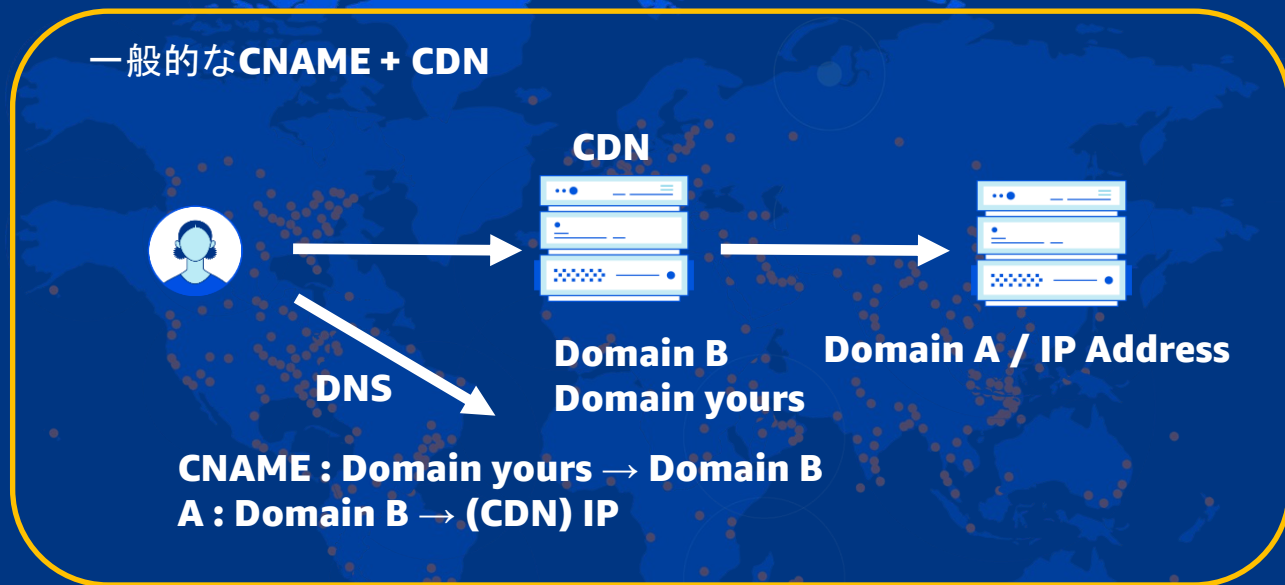 一般的なCNAME + CDN
CDN
Domain B
Domain yours
Domain A / IP Address
DNS
CNAME : Domain yours → Domain B
A : Domain B → (CDN) IP